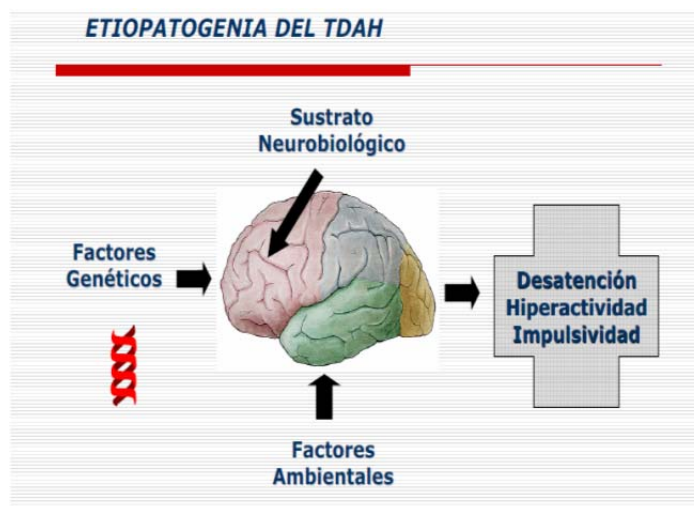 ETIOPATOGENIA DEL TDAH
Sustrato
Neurobiológico
Factores
Genéticos
Desatención
Hiperactividad
Impulsividad
Factores
Ambientales